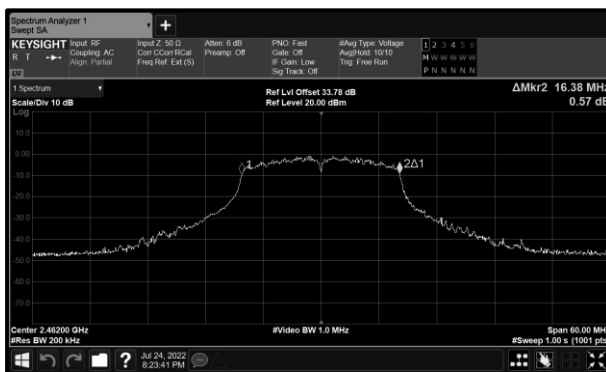 Spectrum Analyzer 1
Swept SA
KEYSIGHT
R T
Input: RF
Coupling: AC
Align: Partial
Input Z: 50 Ω
Corr CCorr RCal
Freq Ref: Ext (S)
Atten: 6 dB
Preamp: Off
PNO: Fast
Gate: Off
IF Gain: Low
Sig Track: Off
#Avg Type: Voltage
Avg|Hold: 10/10
Trig: Free Run
1 2 3 4 5 6
M W W W W W
P N N N N N
1 Spectrum
Scale/Div 10 dB
Ref Lvl Offset 33.78 dB
Ref Level 20.00 dBm
ΔMkr2 16.38 MHz
0.57 dB
Log
10.0
0.00
-10.0
-20.0
-30.0
-40.0
-50.0
-60.0
-70.0
1
2Δ1
Center 2.46200 GHz
#Res BW 200 kHz
#Video BW 1.0 MHz
Span 60.00 MHz
#Sweep 1.00 s (1001 pts)
?
Jul 24, 2022
8:23:41 PM